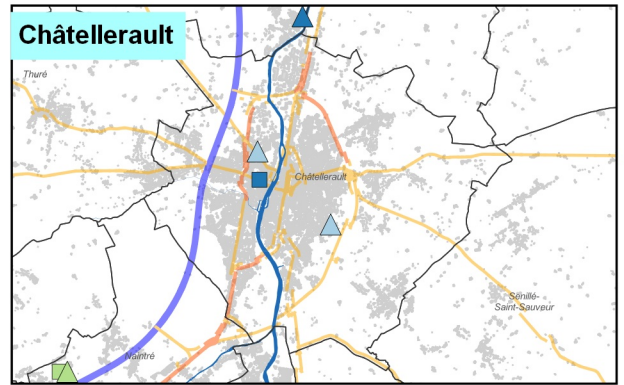 Châtellerault
Thuré
Châtellerault
Senillé-
Saint-Sauveur
Naintré